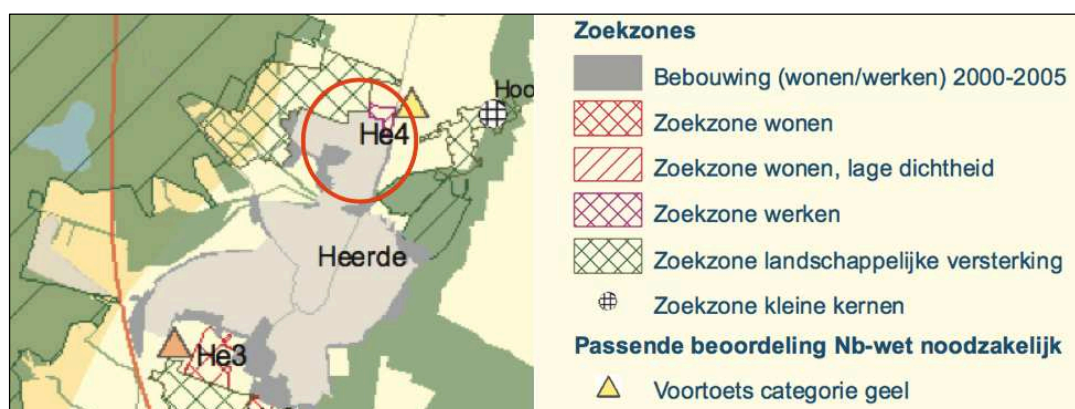 Hoo
He4
Heerde
He3
Zoekzones
Bebouwing (wonen/werken) 2000-2005
Zoekzone wonen
Zoekzone wonen, lage dichtheid
Zoekzone werken
Zoekzone landschappelijke versterking
Zoekzone kleine kernen
Passende beoordeling Nb-wet noodzakelijk
Voortoets categorie geel